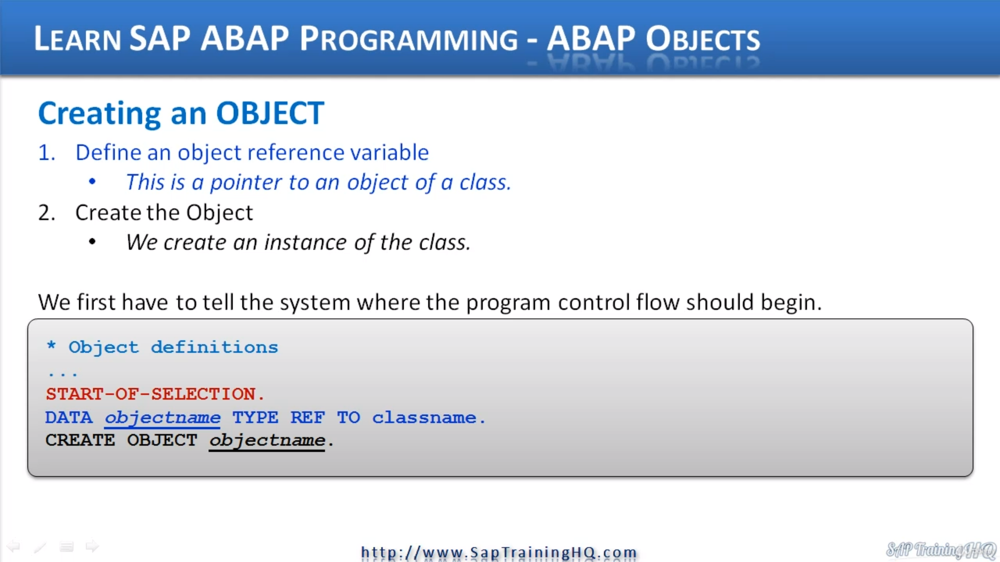 LEARN SAP ABAP PROGRAMMING - ABAP OBJECTS
Creating an OBJECT
1. Define an object reference variable
• This is a pointer to an object of a class.
2. Create the Object
• We create an instance of the class.
We first have to tell the system where the program control flow should begin.
* Object definitions
...
START-OF-SELECTION.
DATA objectname TYPE REF TO classname.
CREATE OBJECT objectname.
http://www.SapTrainingHQ.com
SAP TrainingHQ